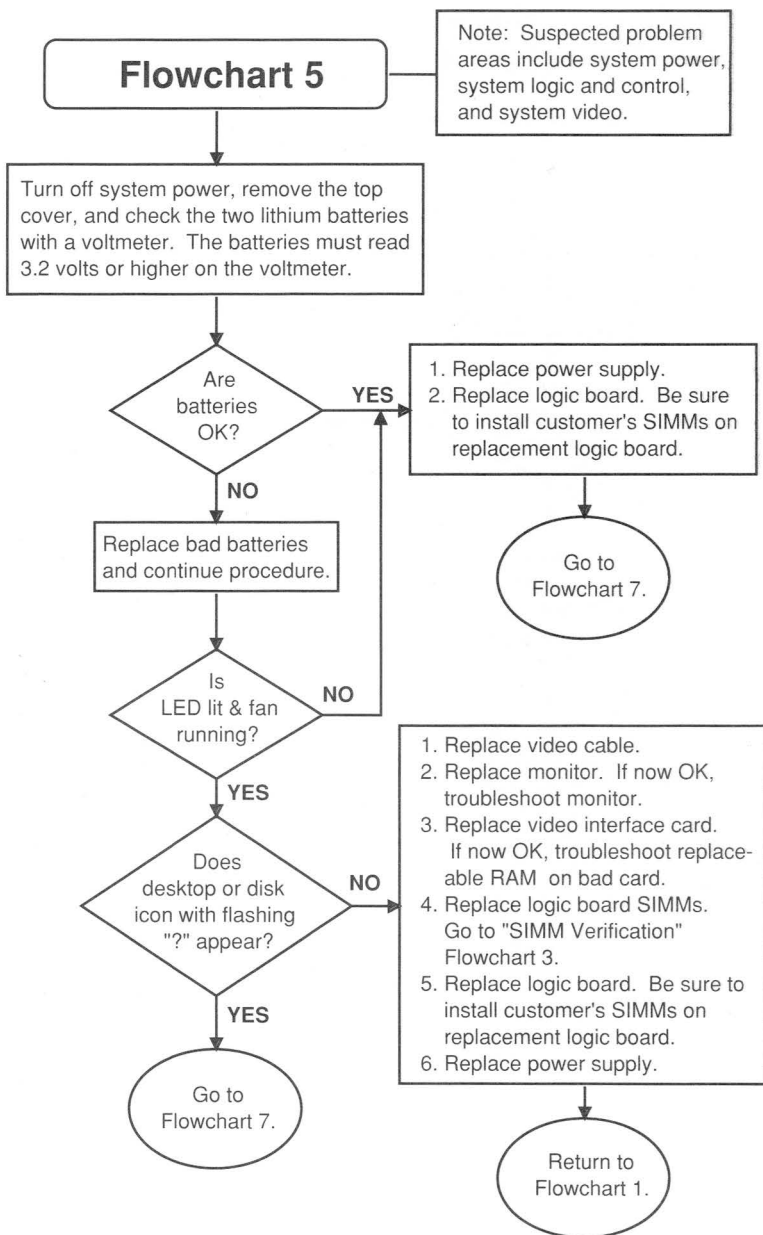 Flowchart 5
Note: Suspected problem
areas include system power,
system logic and control,
and system video.
Turn off system power, remove the top
cover, and check the two lithium batteries
with a voltmeter. The batteries must read
3.2 volts or higher on the voltmeter.
Are
batteries
OK?
YES
1. Replace power supply.
2. Replace logic board. Be sure
to install customer's SIMMs on
replacement logic board.
NO
Go to
Flowchart 7.
Replace bad batteries
and continue procedure.
Is
LED lit & fan
running?
NO
YES
1. Replace video cable.
2. Replace monitor. If now OK,
troubleshoot monitor.
3. Replace video interface card.
If now OK, troubleshoot replace-
able RAM on bad card.
4. Replace logic board SIMMs.
Go to "SIMM Verification"
Flowchart 3.
5. Replace logic board. Be sure to
install customer's SIMMs on
replacement logic board.
6. Replace power supply.
Does
desktop or disk
icon with flashing
"?" appear?
NO
YES
Go to
Flowchart 7.
Return to
Flowchart 1.